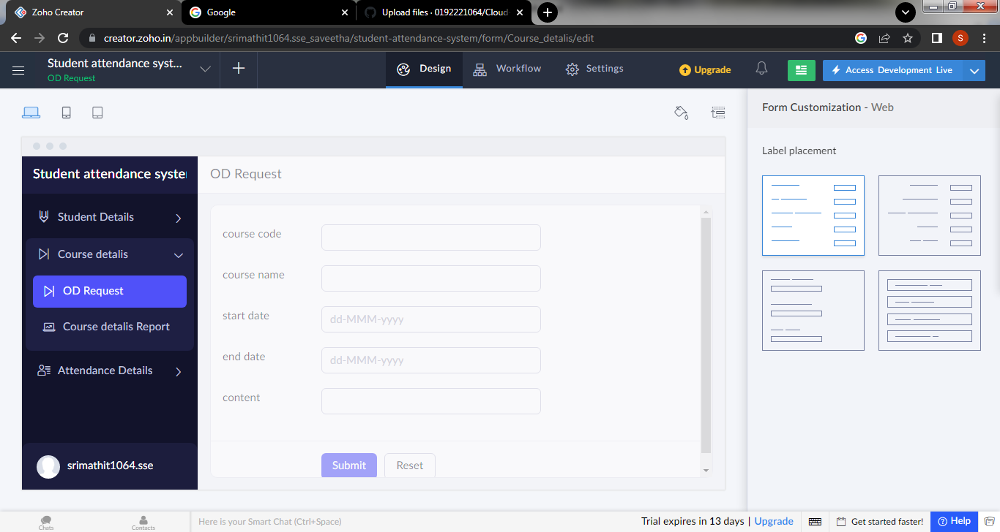 Zoho Creator
Google
Upload files · 0192221064/Cloud
creator.zoho.in/appbuilder/srimathit1064.sse_saveetha/student-attendance-system/form/Course_detalis/edit
S
Student attendance syst...
OD Request
Design
Workflow
Settings
Upgrade
Access Development Live
Form Customization - Web
Label placement
Student attendance syste
OD Request
Student Details
Course detalis
OD Request
Course detalis Report
Attendance Details
srimathit1064.sse
course code
course name
start date
dd-MMM-yyyy
end date
dd-MMM-yyyy
content
Submit
Reset
Chats
Contacts
Here is your Smart Chat (Ctrl+Space)
Trial expires in 13 days | Upgrade
Get started faster!
Help